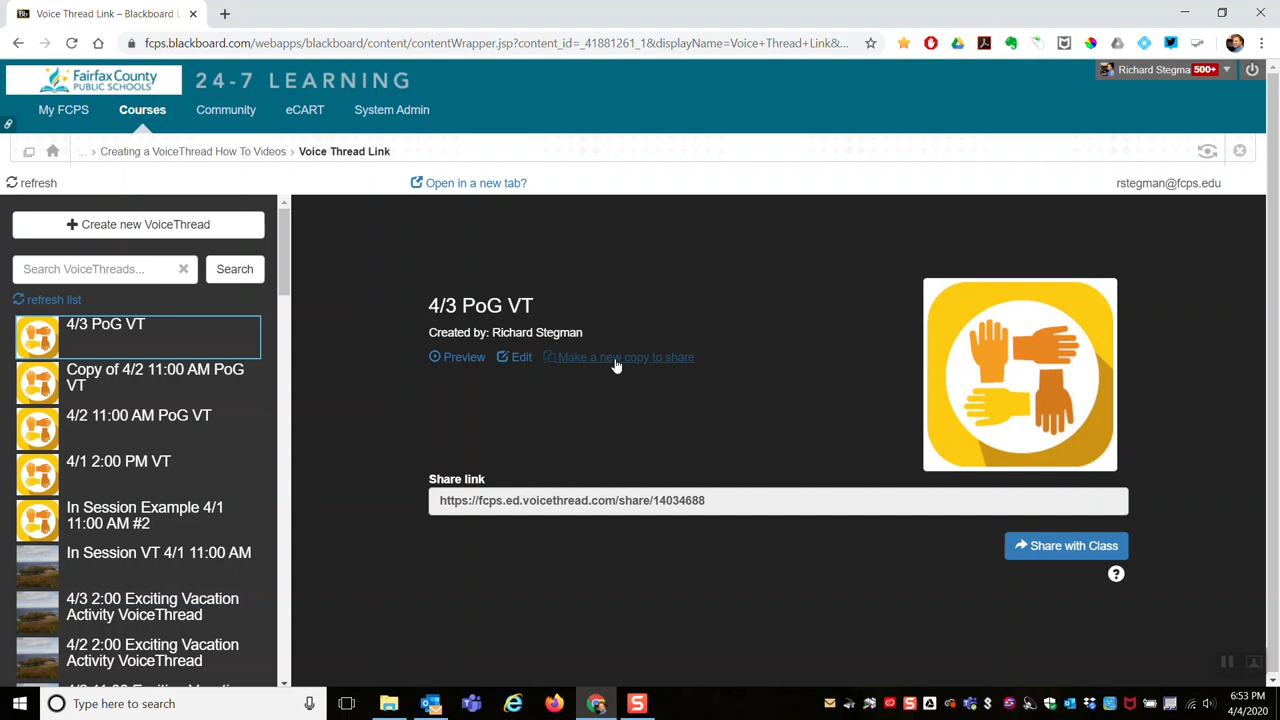 Voice Thread Link – Blackboard L
fcps.blackboard.com/webapps/blackboard/content/contentWrapper.jsp?content_id=_41881261_1&displayName=Voice+Thread+Link&...
Fairfax County
PUBLIC SCHOOLS
24-7 LEARNING
Richard Stegma 500+
My FCPS Courses Community eCART System Admin
... > Creating a VoiceThread How To Videos > Voice Thread Link
refresh
Open in a new tab?
rstegman@fcps.edu
Create new VoiceThread
Search VoiceThreads...
Search
refresh list
4/3 PoG VT
Copy of 4/2 11:00 AM PoG
VT
4/2 11:00 AM PoG VT
4/1 2:00 PM VT
In Session Example 4/1
11:00 AM #2
In Session VT 4/1 11:00 AM
4/3 2:00 Exciting Vacation
Activity VoiceThread
4/2 2:00 Exciting Vacation
Activity VoiceThread
4/3 PoG VT
Created by: Richard Stegman
Preview Edit Make a new copy to share
Share link
https://fcps.ed.voicethread.com/share/14034688
Share with Class
?
Type here to search
6:53 PM
4/4/2020